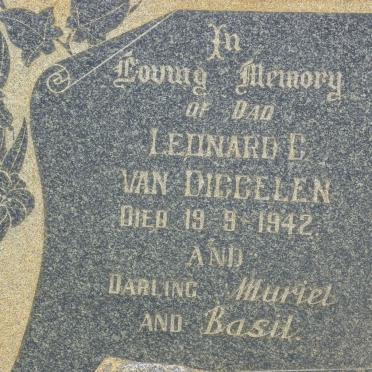 In
Loving Memory
OF DAD
LEONARD G.
VAN DIGGELEN
DIED 19-9-1942.
AND
DARLING Muriel
AND Basil.